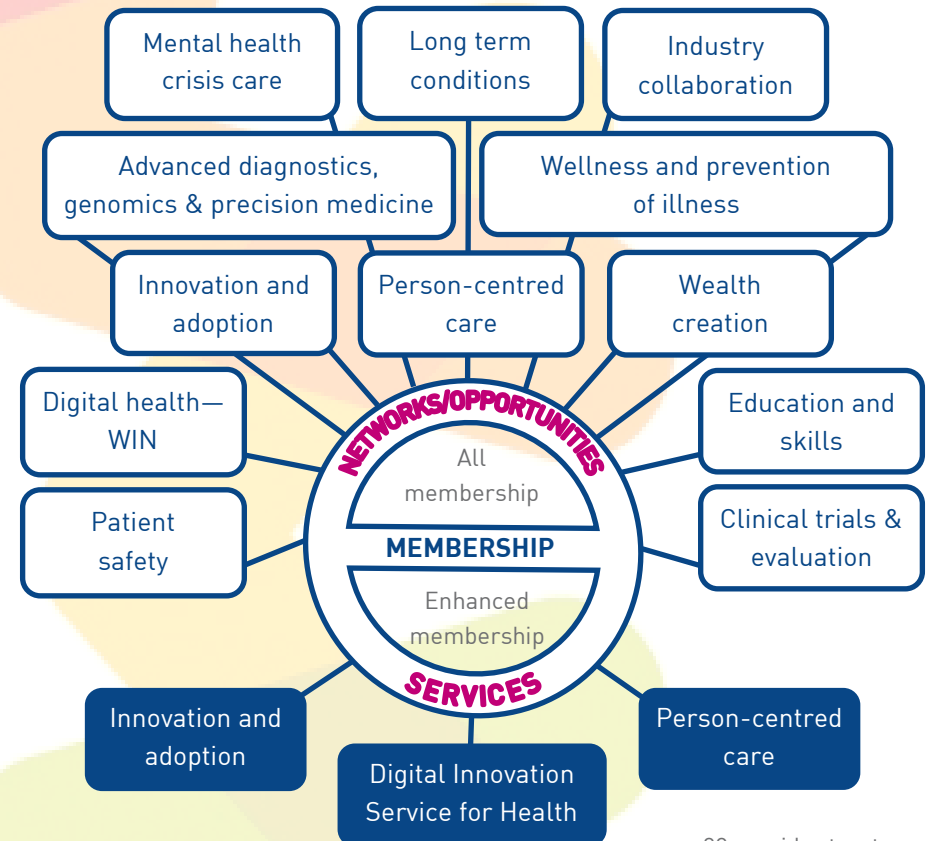 Mental health
crisis care
Long term
conditions
Industry
collaboration
Advanced diagnostics,
genomics & precision medicine
Wellness and prevention
of illness
Innovation and
adoption
Person-centred
care
Wealth
creation
Digital health—
WIN
Education and
skills
Patient
safety
Clinical trials &
evaluation
NETWORKS/OPPORTUNITIES
All
membership
MEMBERSHIP
Enhanced
membership
SERVICES
Innovation and
adoption
Digital Innovation
Service for Health
Person-centred
care